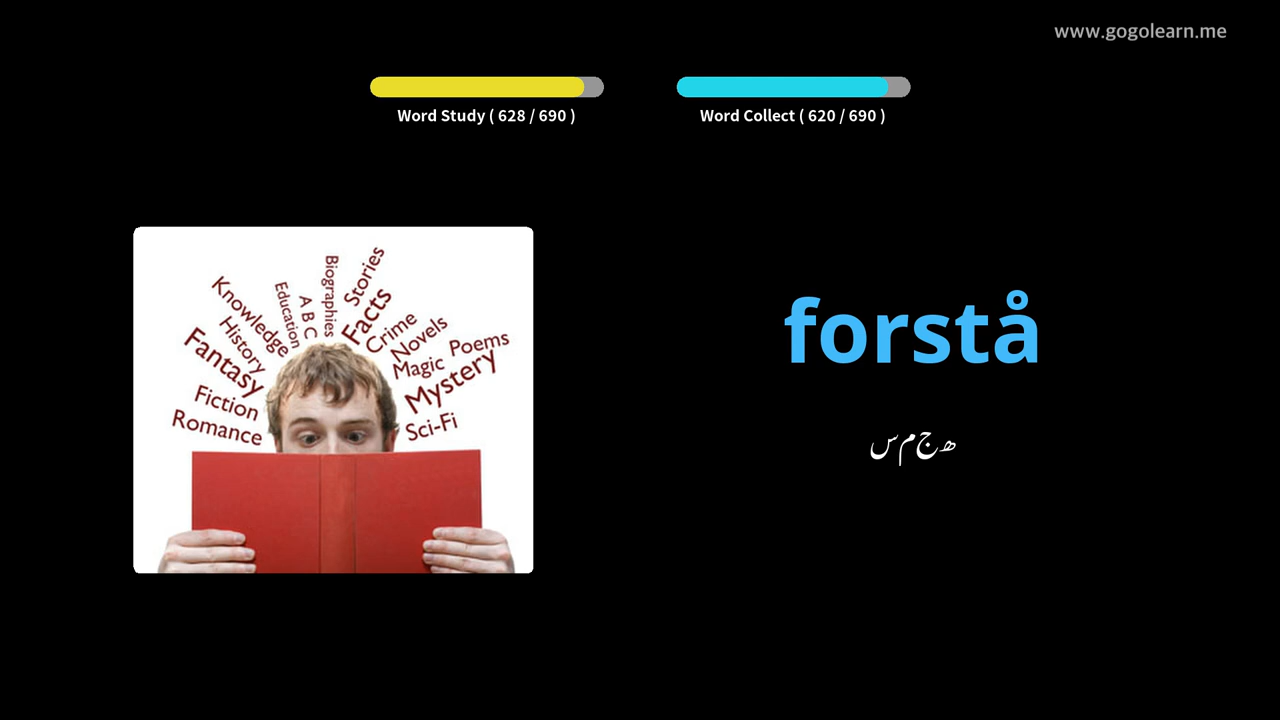 www.gogolearn.me
Word Study ( 628 / 690 )
Word Collect ( 620 / 690 )
Knowledge
History
Fantasy
Fiction
Romance
Education
A B C
Biographies
Stories
Facts
Crime
Novels
Magic
Poems
Mystery
Sci-Fi
forstå
ھ ج م س